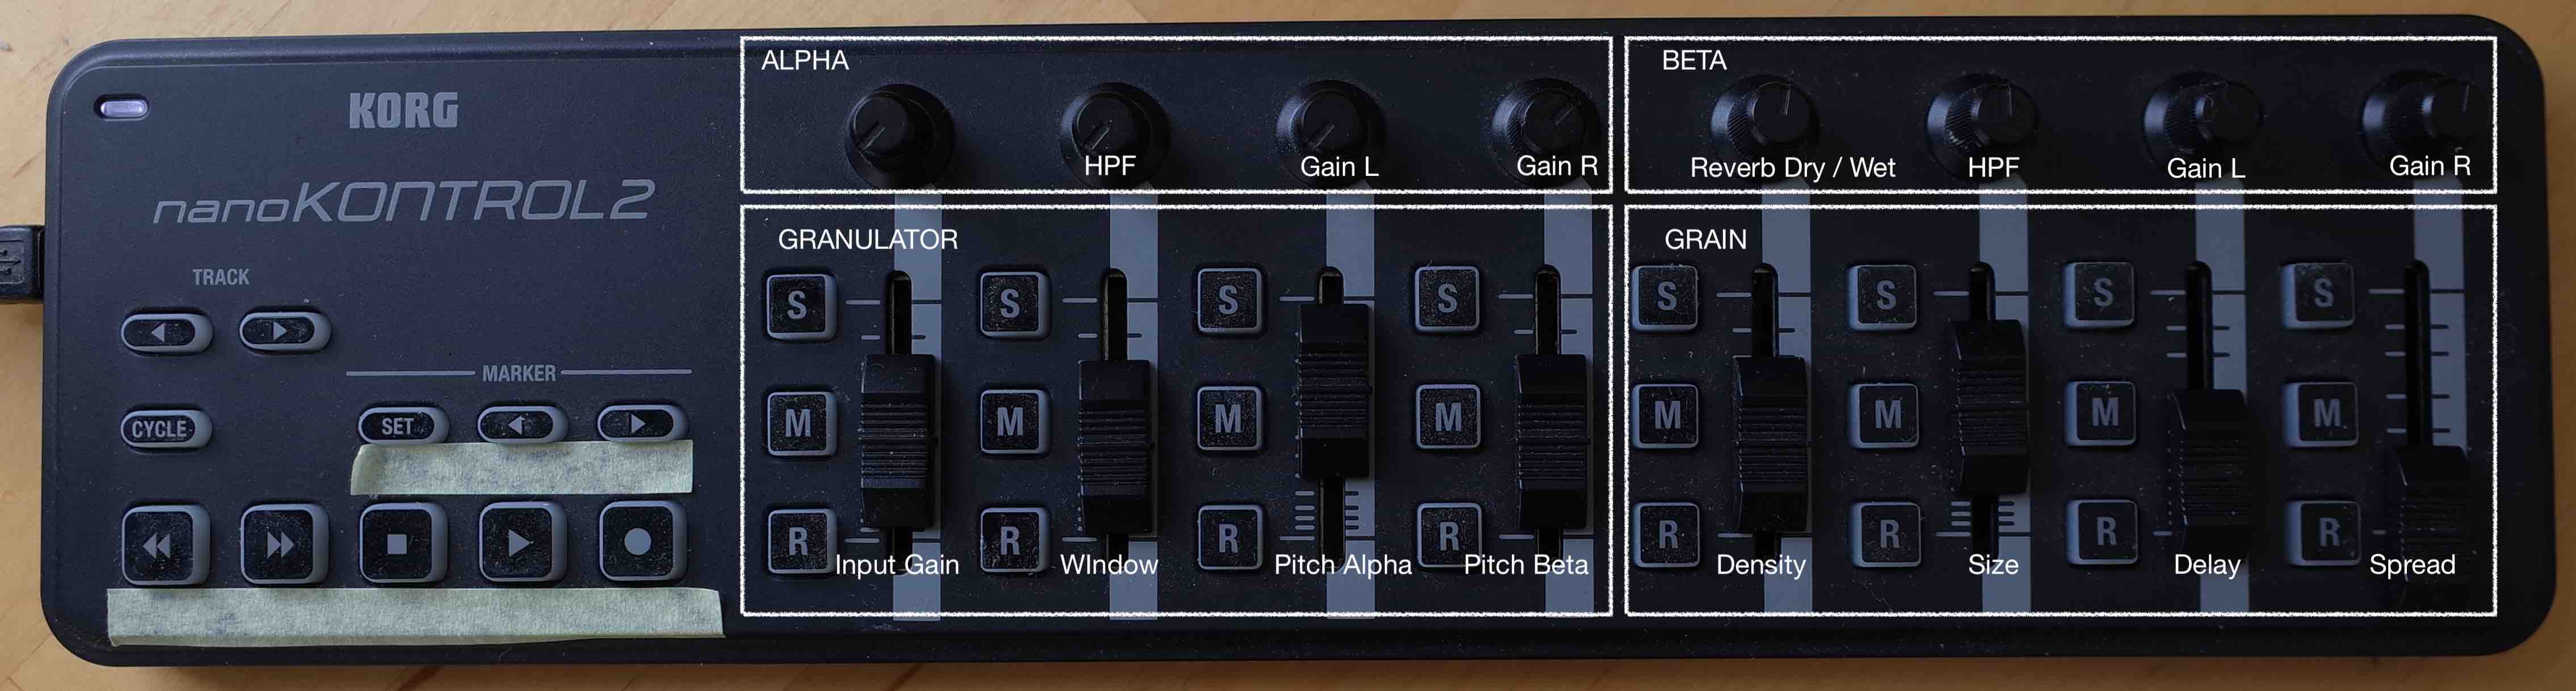 KORG
nanoKONTROL2
TRACK
MARKER
CYCLE
SET
ALPHA
HPF
Gain L
Gain R
BETA
Reverb Dry / Wet
HPF
Gain L
Gain R
GRANULATOR
S
S
S
S
M
M
M
M
R
R
R
R
Input Gain
WIndow
Pitch Alpha
Pitch Beta
GRAIN
S
S
S
S
M
M
M
M
R
R
R
R
Density
Size
Delay
Spread